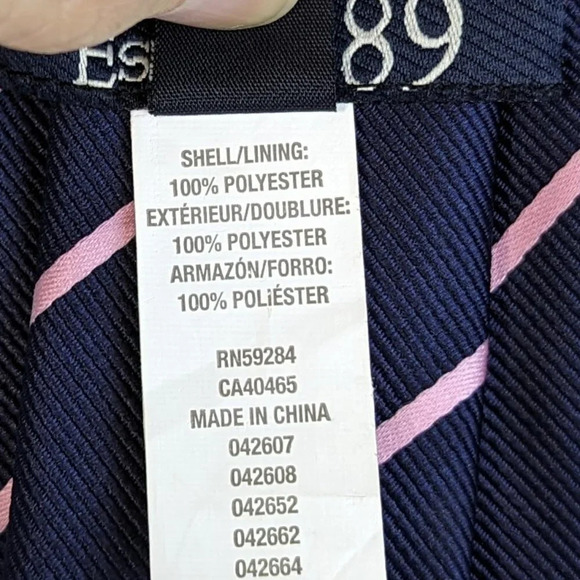 Es 89
SHELL/LINING:
100% POLYESTER
EXTÉRIEUR/DOUBLURE:
100% POLYESTER
ARMAZÓN/FORRO:
100% POLiÉSTER
RN59284
CA40465
MADE IN CHINA
042607
042608
042652
042662
042664